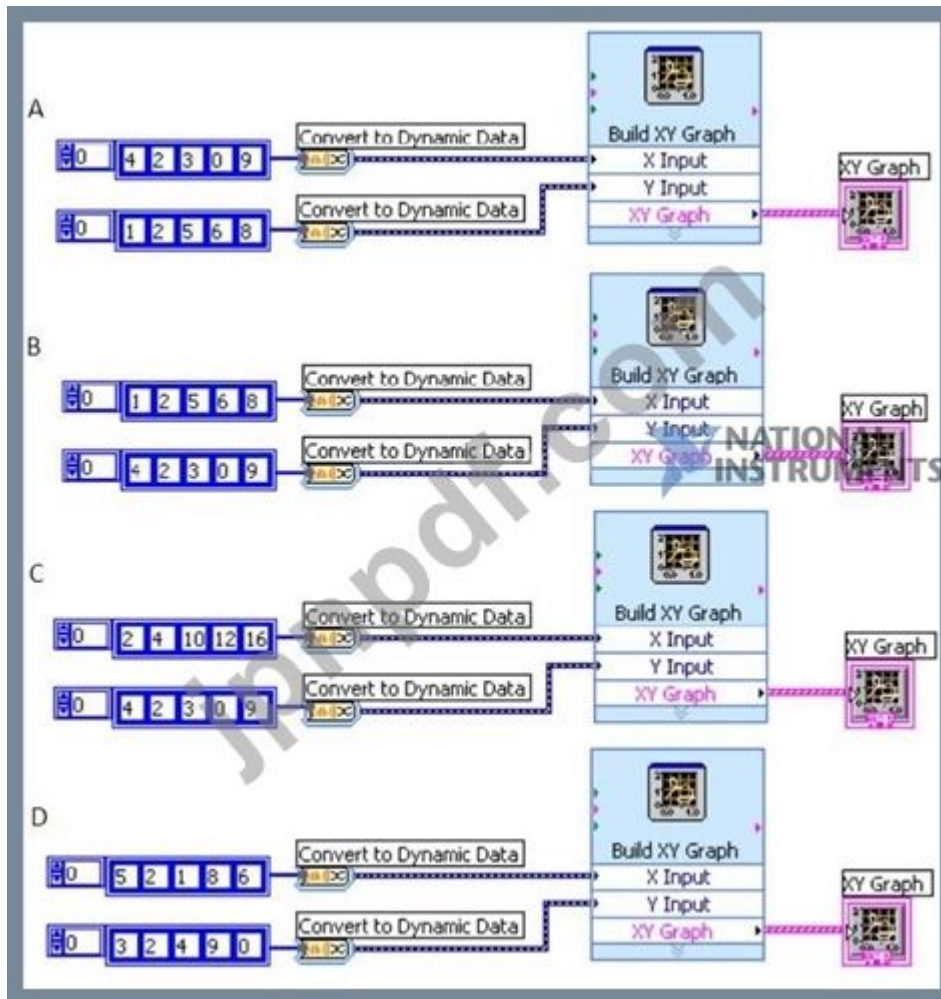 A
Convert to Dynamic Data
0 4 2 3 0 9
Convert to Dynamic Data
0 1 2 5 6 8
Build XY Graph
X Input
Y Input
XY Graph
XY Graph
B
Convert to Dynamic Data
0 1 2 5 6 8
Convert to Dynamic Data
0 4 2 3 0 9
Build XY Graph
X Input
Y Input
XY Graph
XY Graph
NATIONAL
INSTRUMENTS
C
Convert to Dynamic Data
0 2 4 10 12 16
Convert to Dynamic Data
0 4 2 3 0 9
Build XY Graph
X Input
Y Input
XY Graph
XY Graph
D
Convert to Dynamic Data
0 5 2 1 8 6
Convert to Dynamic Data
0 3 2 4 9 0
Build XY Graph
X Input
Y Input
XY Graph
XY Graph
jpnpdf.com